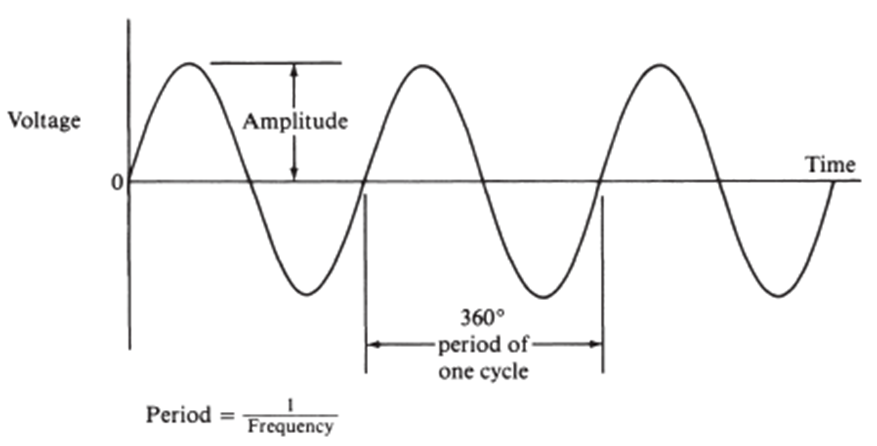 Voltage
Amplitude
Time
0
360°
period of
one cycle
Period = 1
Frequency